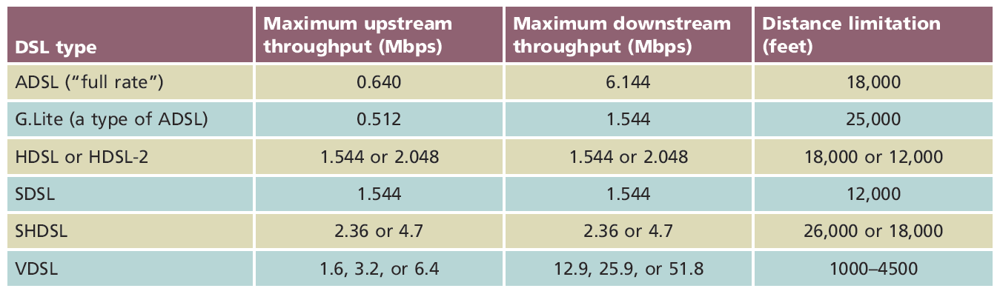 DSL type
Maximum upstream
throughput (Mbps)
Maximum downstream
throughput (Mbps)
Distance limitation
(feet)
ADSL (“full rate”) 0.640 6.144 18,000
G.Lite (a type of ADSL) 0.512 1.544 25,000
HDSL or HDSL-2 1.544 or 2.048 1.544 or 2.048 18,000 or 12,000
SDSL 1.544 1.544 12,000
SHDSL 2.36 or 4.7 2.36 or 4.7 26,000 or 18,000
VDSL 1.6, 3.2, or 6.4 12.9, 25.9, or 51.8 1000–4500